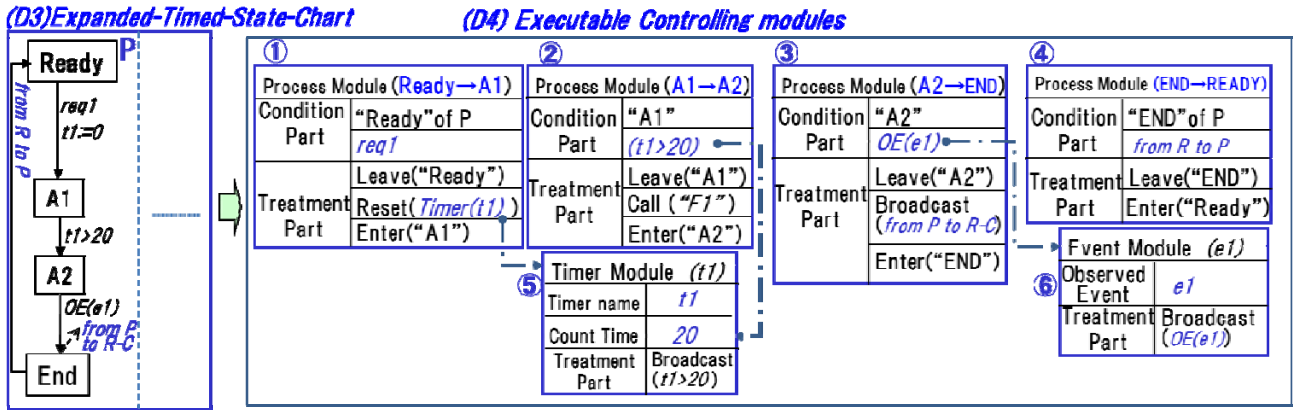 (D3)Expanded-Timed-State-Chart
(D4) Executable Controlling modules
P
Ready
from R to P
req1
t1:=0
A1
t1>20
A2
OE(e1)
from P
to R-C
End
①
Process Module (Ready→A1)
Condition Part
"Ready"of P
req1
Treatment Part
Leave("Ready")
Reset(Timer(t1))
Enter("A1")
②
Process Module (A1→A2)
Condition Part
"A1"
(t1>20)
Treatment Part
Leave("A1")
Call ("F1")
Enter("A2")
③
Process Module (A2→END)
Condition Part
"A2"
OE(e1)
Treatment Part
Leave("A2")
Broadcast
(from P to R-C)
Enter("END")
④
Process Module (END→READY)
Condition Part
"END"of P
from R to P
Treatment Part
Leave("END")
Enter("Ready")
⑤
Timer Module (t1)
Timer name
t1
Count Time
20
Treatment Part
Broadcast
(t1>20)
⑥
Fvent Module (e1)
Observed Event
e1
Treatment Part
Broadcast
(OE(e1))